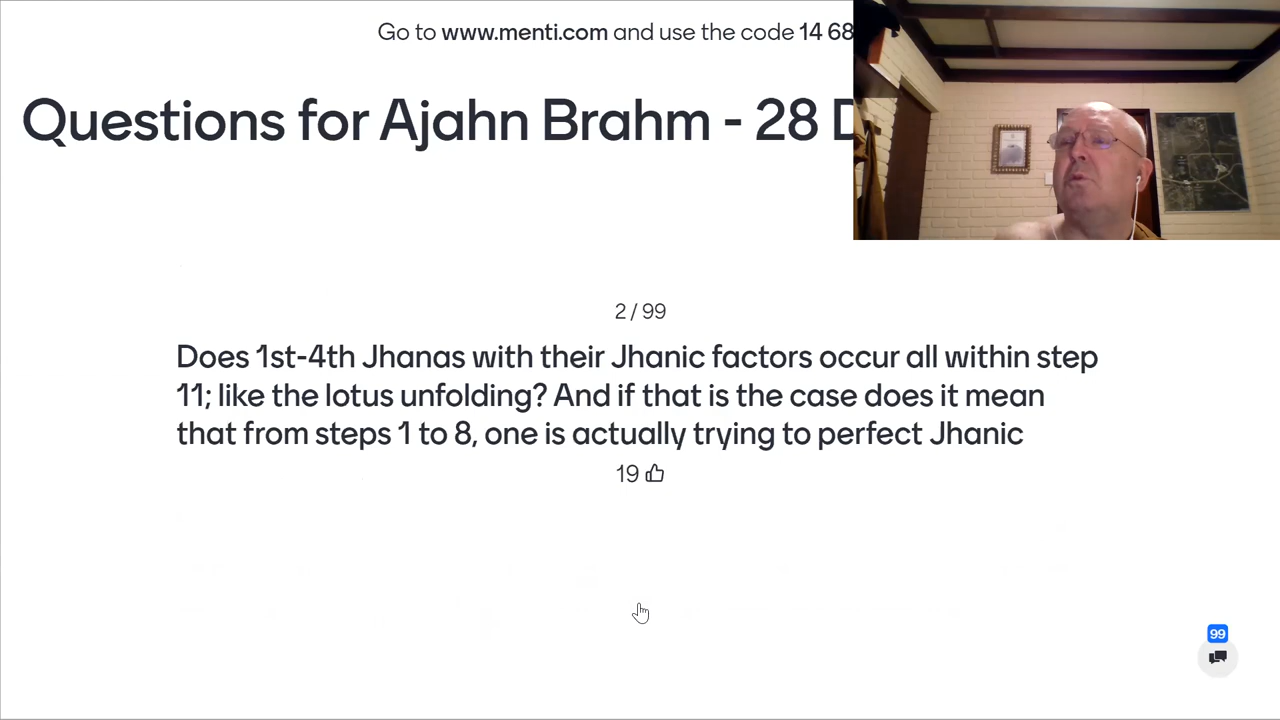 Go to www.menti.com and use the code 14 68
Questions for Ajahn Brahm - 28 D
2 / 99
Does 1st-4th Jhanas with their Jhanic factors occur all within step
11; like the lotus unfolding? And if that is the case does it mean
that from steps 1 to 8, one is actually trying to perfect Jhanic
19
99